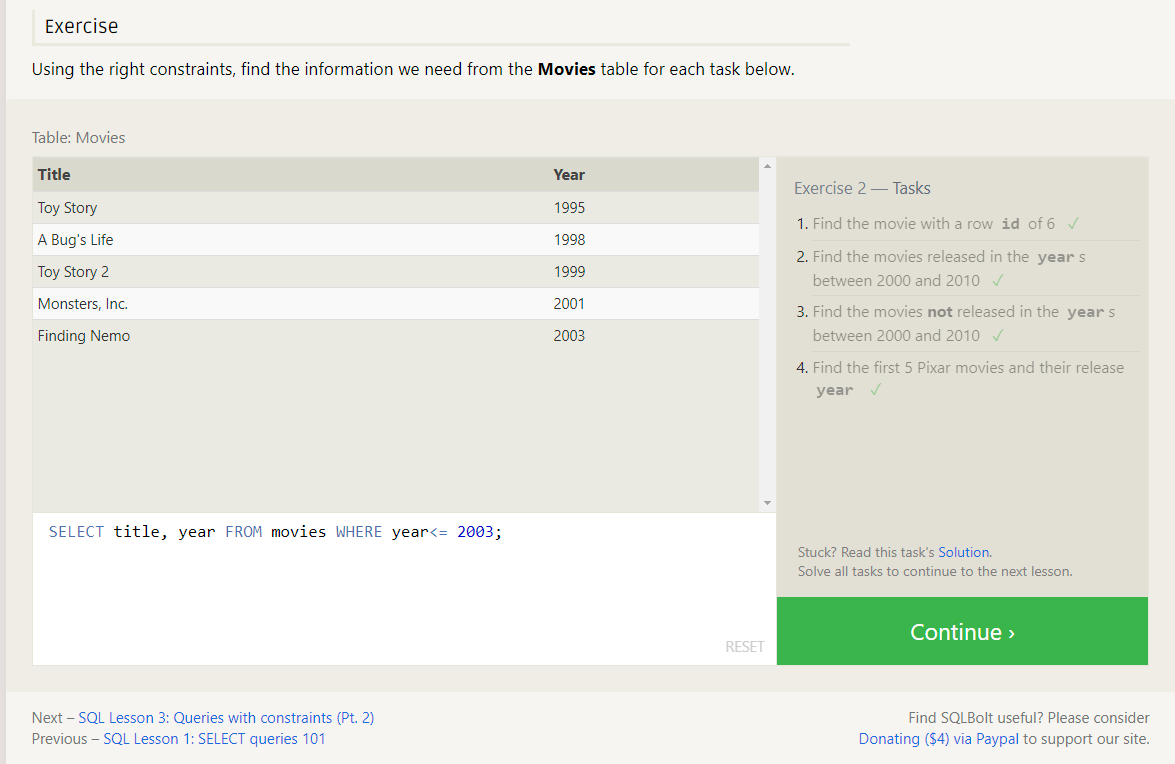 Exercise
Using the right constraints, find the information we need from the Movies table for each task below.
Table: Movies
Title Year
Toy Story 1995
A Bug's Life 1998
Toy Story 2 1999
Monsters, Inc. 2001
Finding Nemo 2003
SELECT title, year FROM movies WHERE year<= 2003;
RESET
Exercise 2 — Tasks
1. Find the movie with a row id of 6 ✓
2. Find the movies released in the year s
between 2000 and 2010 ✓
3. Find the movies not released in the year s
between 2000 and 2010 ✓
4. Find the first 5 Pixar movies and their release
year ✓
Stuck? Read this task's Solution.
Solve all tasks to continue to the next lesson.
Continue ›
Next – SQL Lesson 3: Queries with constraints (Pt. 2)
Previous – SQL Lesson 1: SELECT queries 101
Find SQLBolt useful? Please consider
Donating ($4) via Paypal to support our site.